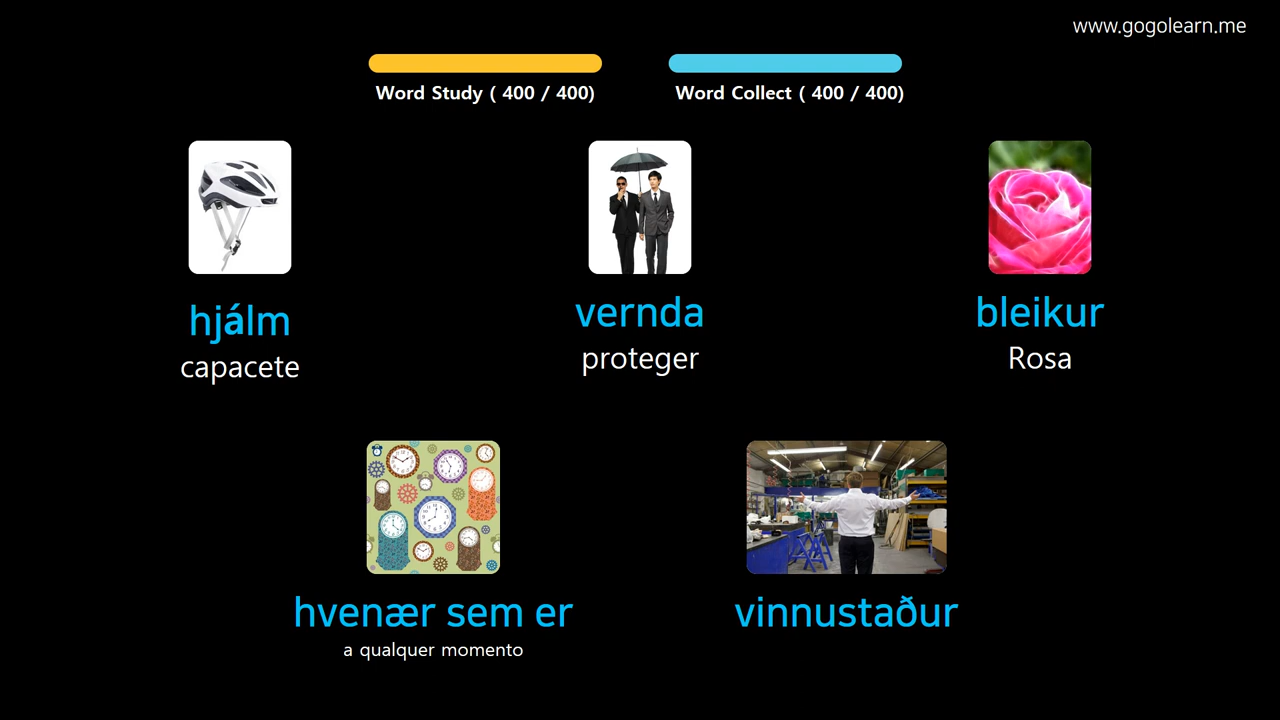 www.gogolearn.me
Word Study ( 400 / 400)
Word Collect ( 400 / 400)
hjálm
capacete
vernda
proteger
bleikur
Rosa
hvenær sem er
a qualquer momento
vinnustaður